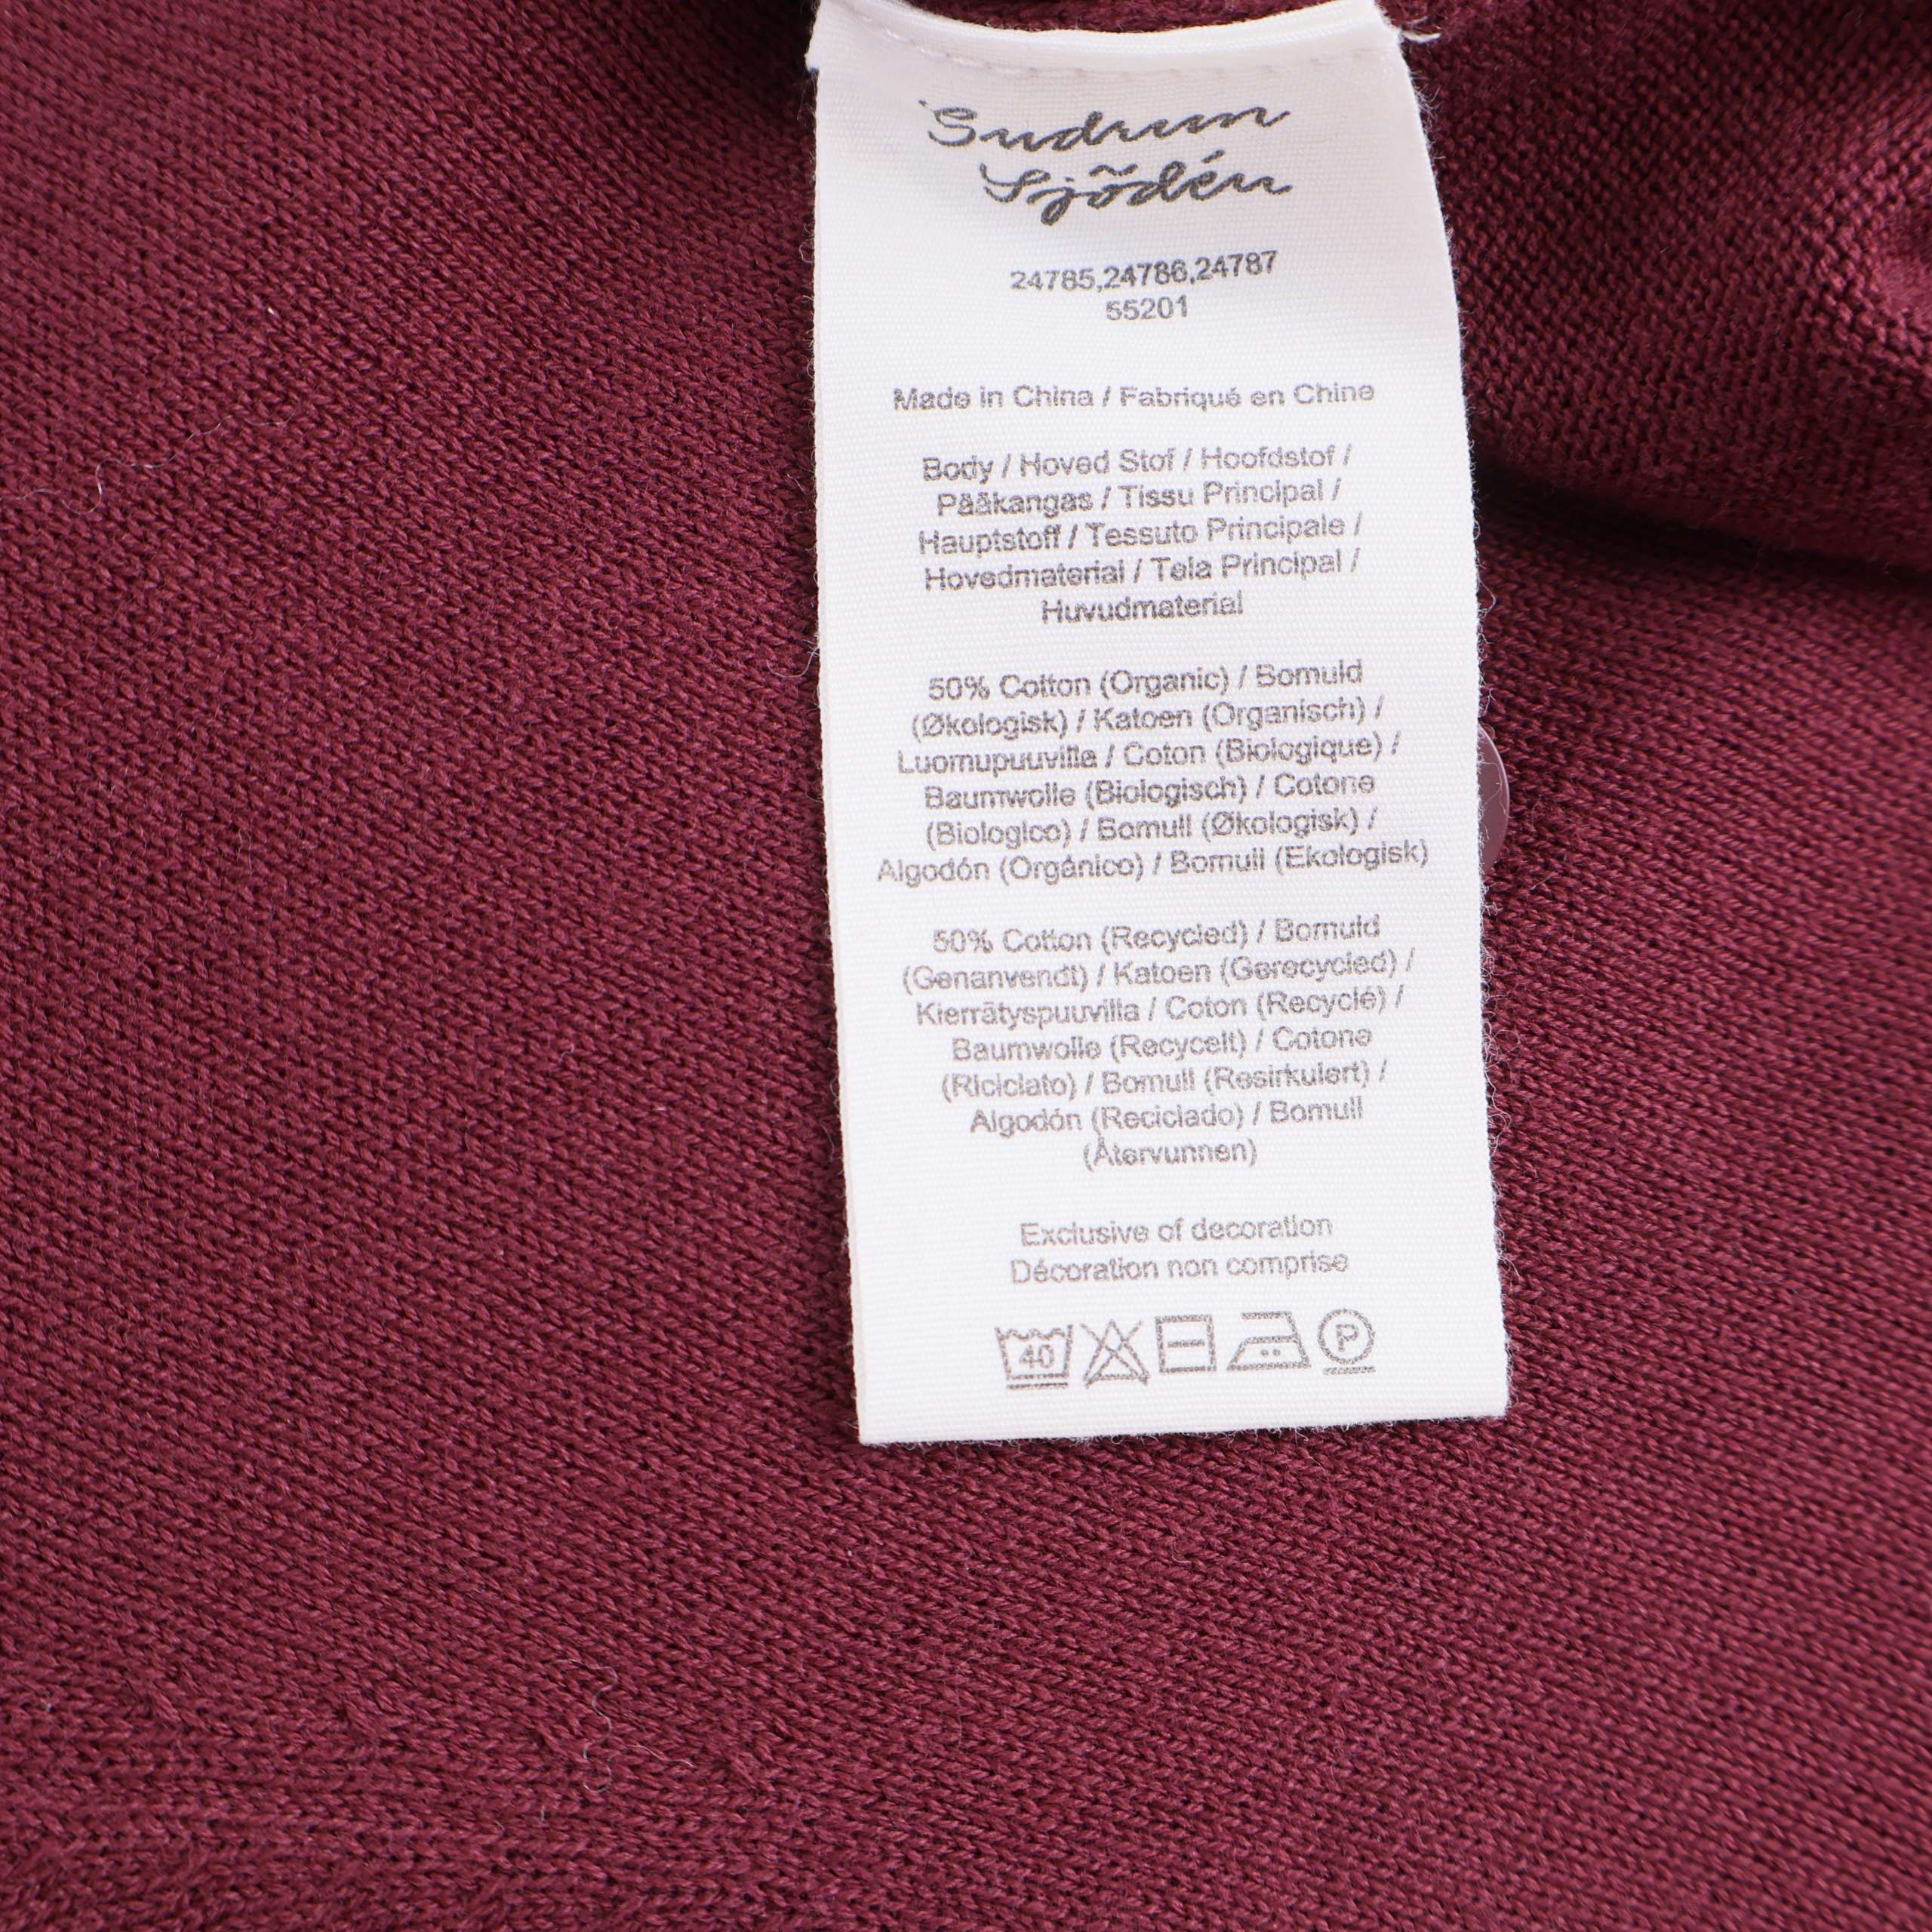 Gudrun
Sjödén
24785,24786,24787
55201
Made in China / Fabriqué en Chine
Body / Hoved Stof / Hoofdstof /
Pääkangas / Tissu Principal /
Hauptstoff / Tessuto Principale /
Hovedmaterial / Tela Principal /
Huvudmaterial
50% Cotton (Organic) / Bomuld
(Økologisk) / Katoen (Organisch) /
Luomupuuvilla / Coton (Biologique) /
Baumwolle (Biologisch) / Cotone
(Biologico) / Bomull (Økologisk) /
Algodón (Orgánico) / Bomull (Ekologisk)
50% Cotton (Recycled) / Bomuld
(Genanvendt) / Katoen (Gerecycled) /
Kierrätyspuuvilla / Coton (Recyclé) /
Baumwolle (Recycelt) / Cotone
(Riciclato) / Bomull (Resirkulert) /
Algodón (Reciclado) / Bomull
(Återvunnen)
Exclusive of decoration
Décoration non comprise
40 P